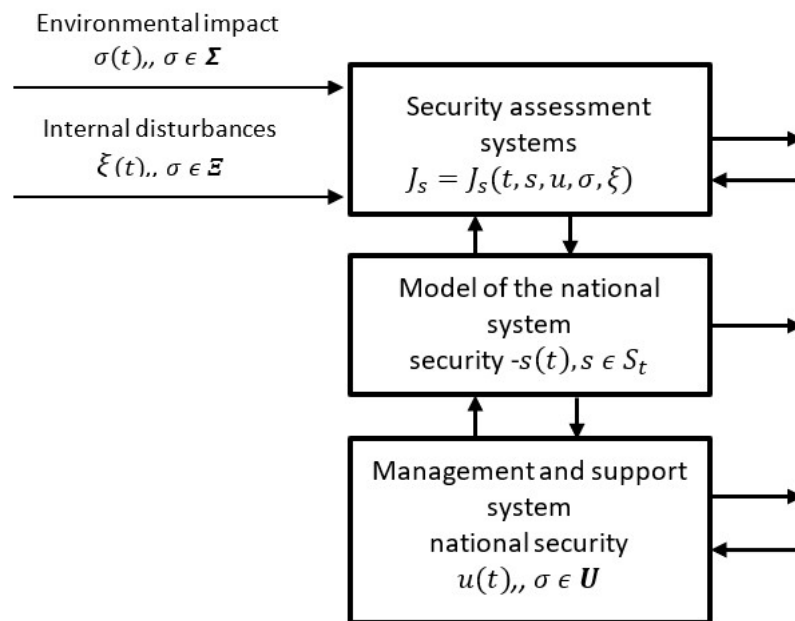 Environmental impact
σ(t),, σ ϵ Σ
Internal disturbances
ξ(t),, σ ϵ Ξ
Security assessment
systems
J_s = J_s(t, s, u, σ, ξ)
Model of the national
system
security -s(t), s ϵ S_t
Management and support
system
national security
u(t),, σ ϵ U